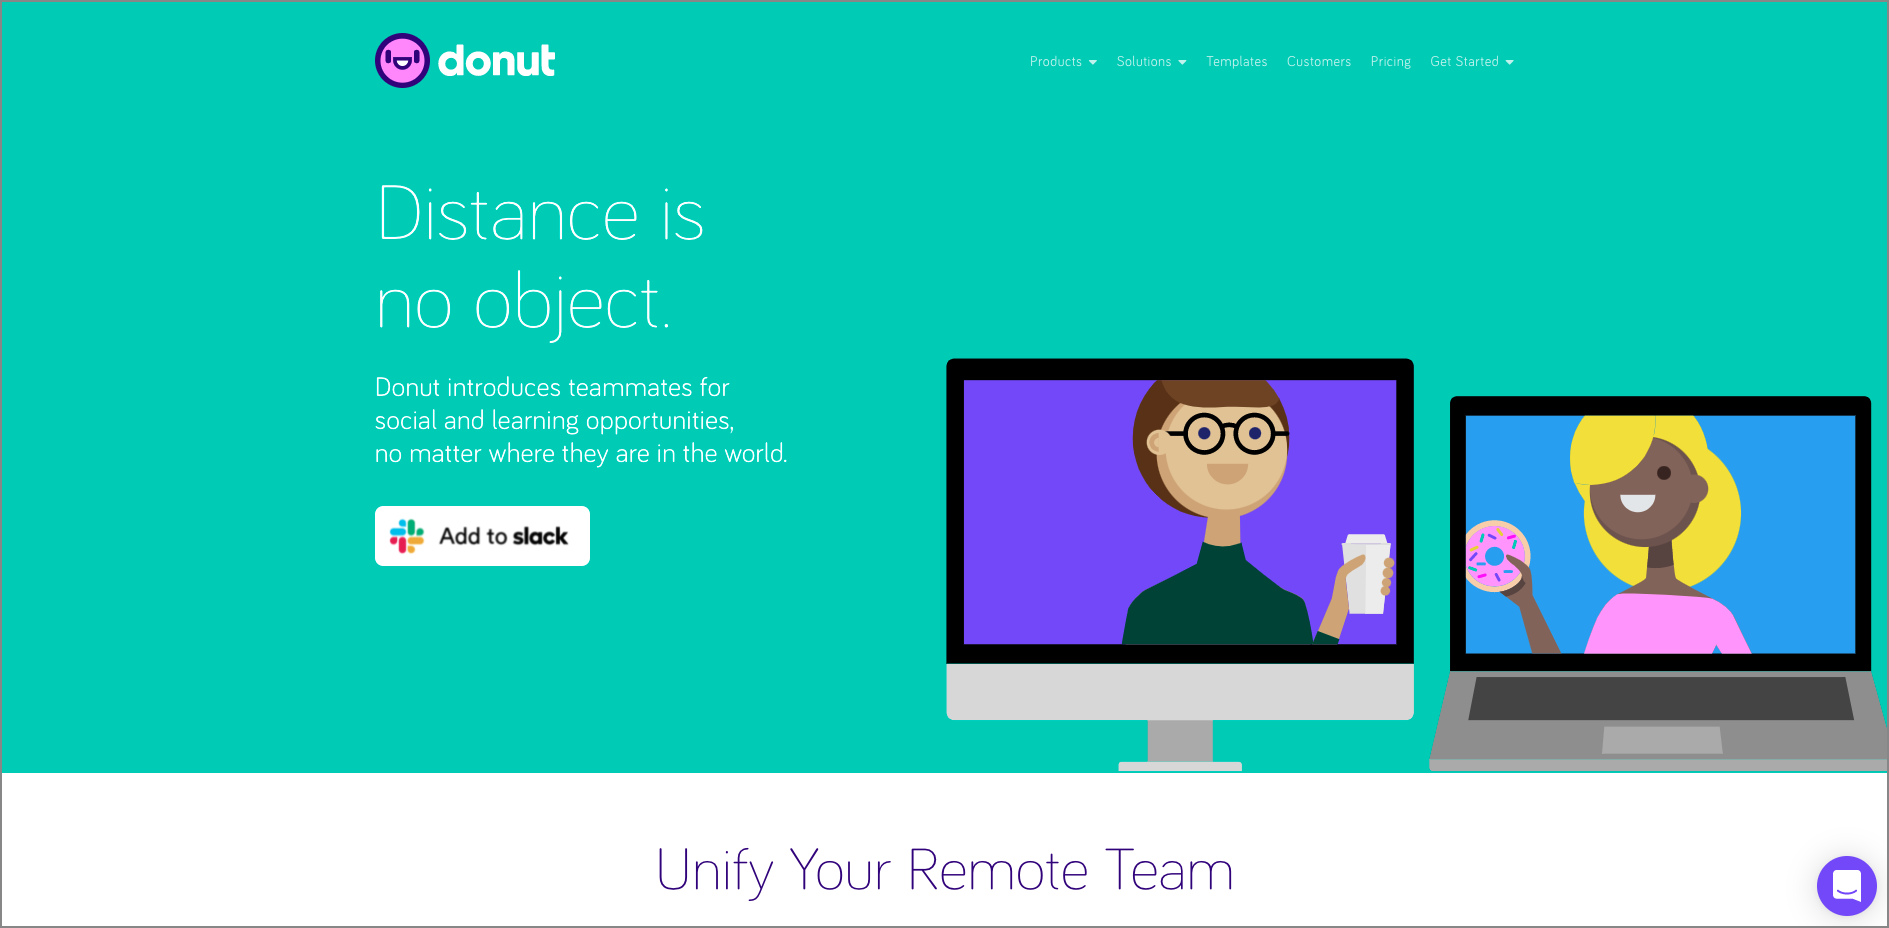 donut
Products Solutions Templates Customers Pricing Get Started
Distance is
no object.
Donut introduces teammates for
social and learning opportunities,
no matter where they are in the world.
Add to slack
Unify Your Remote Team